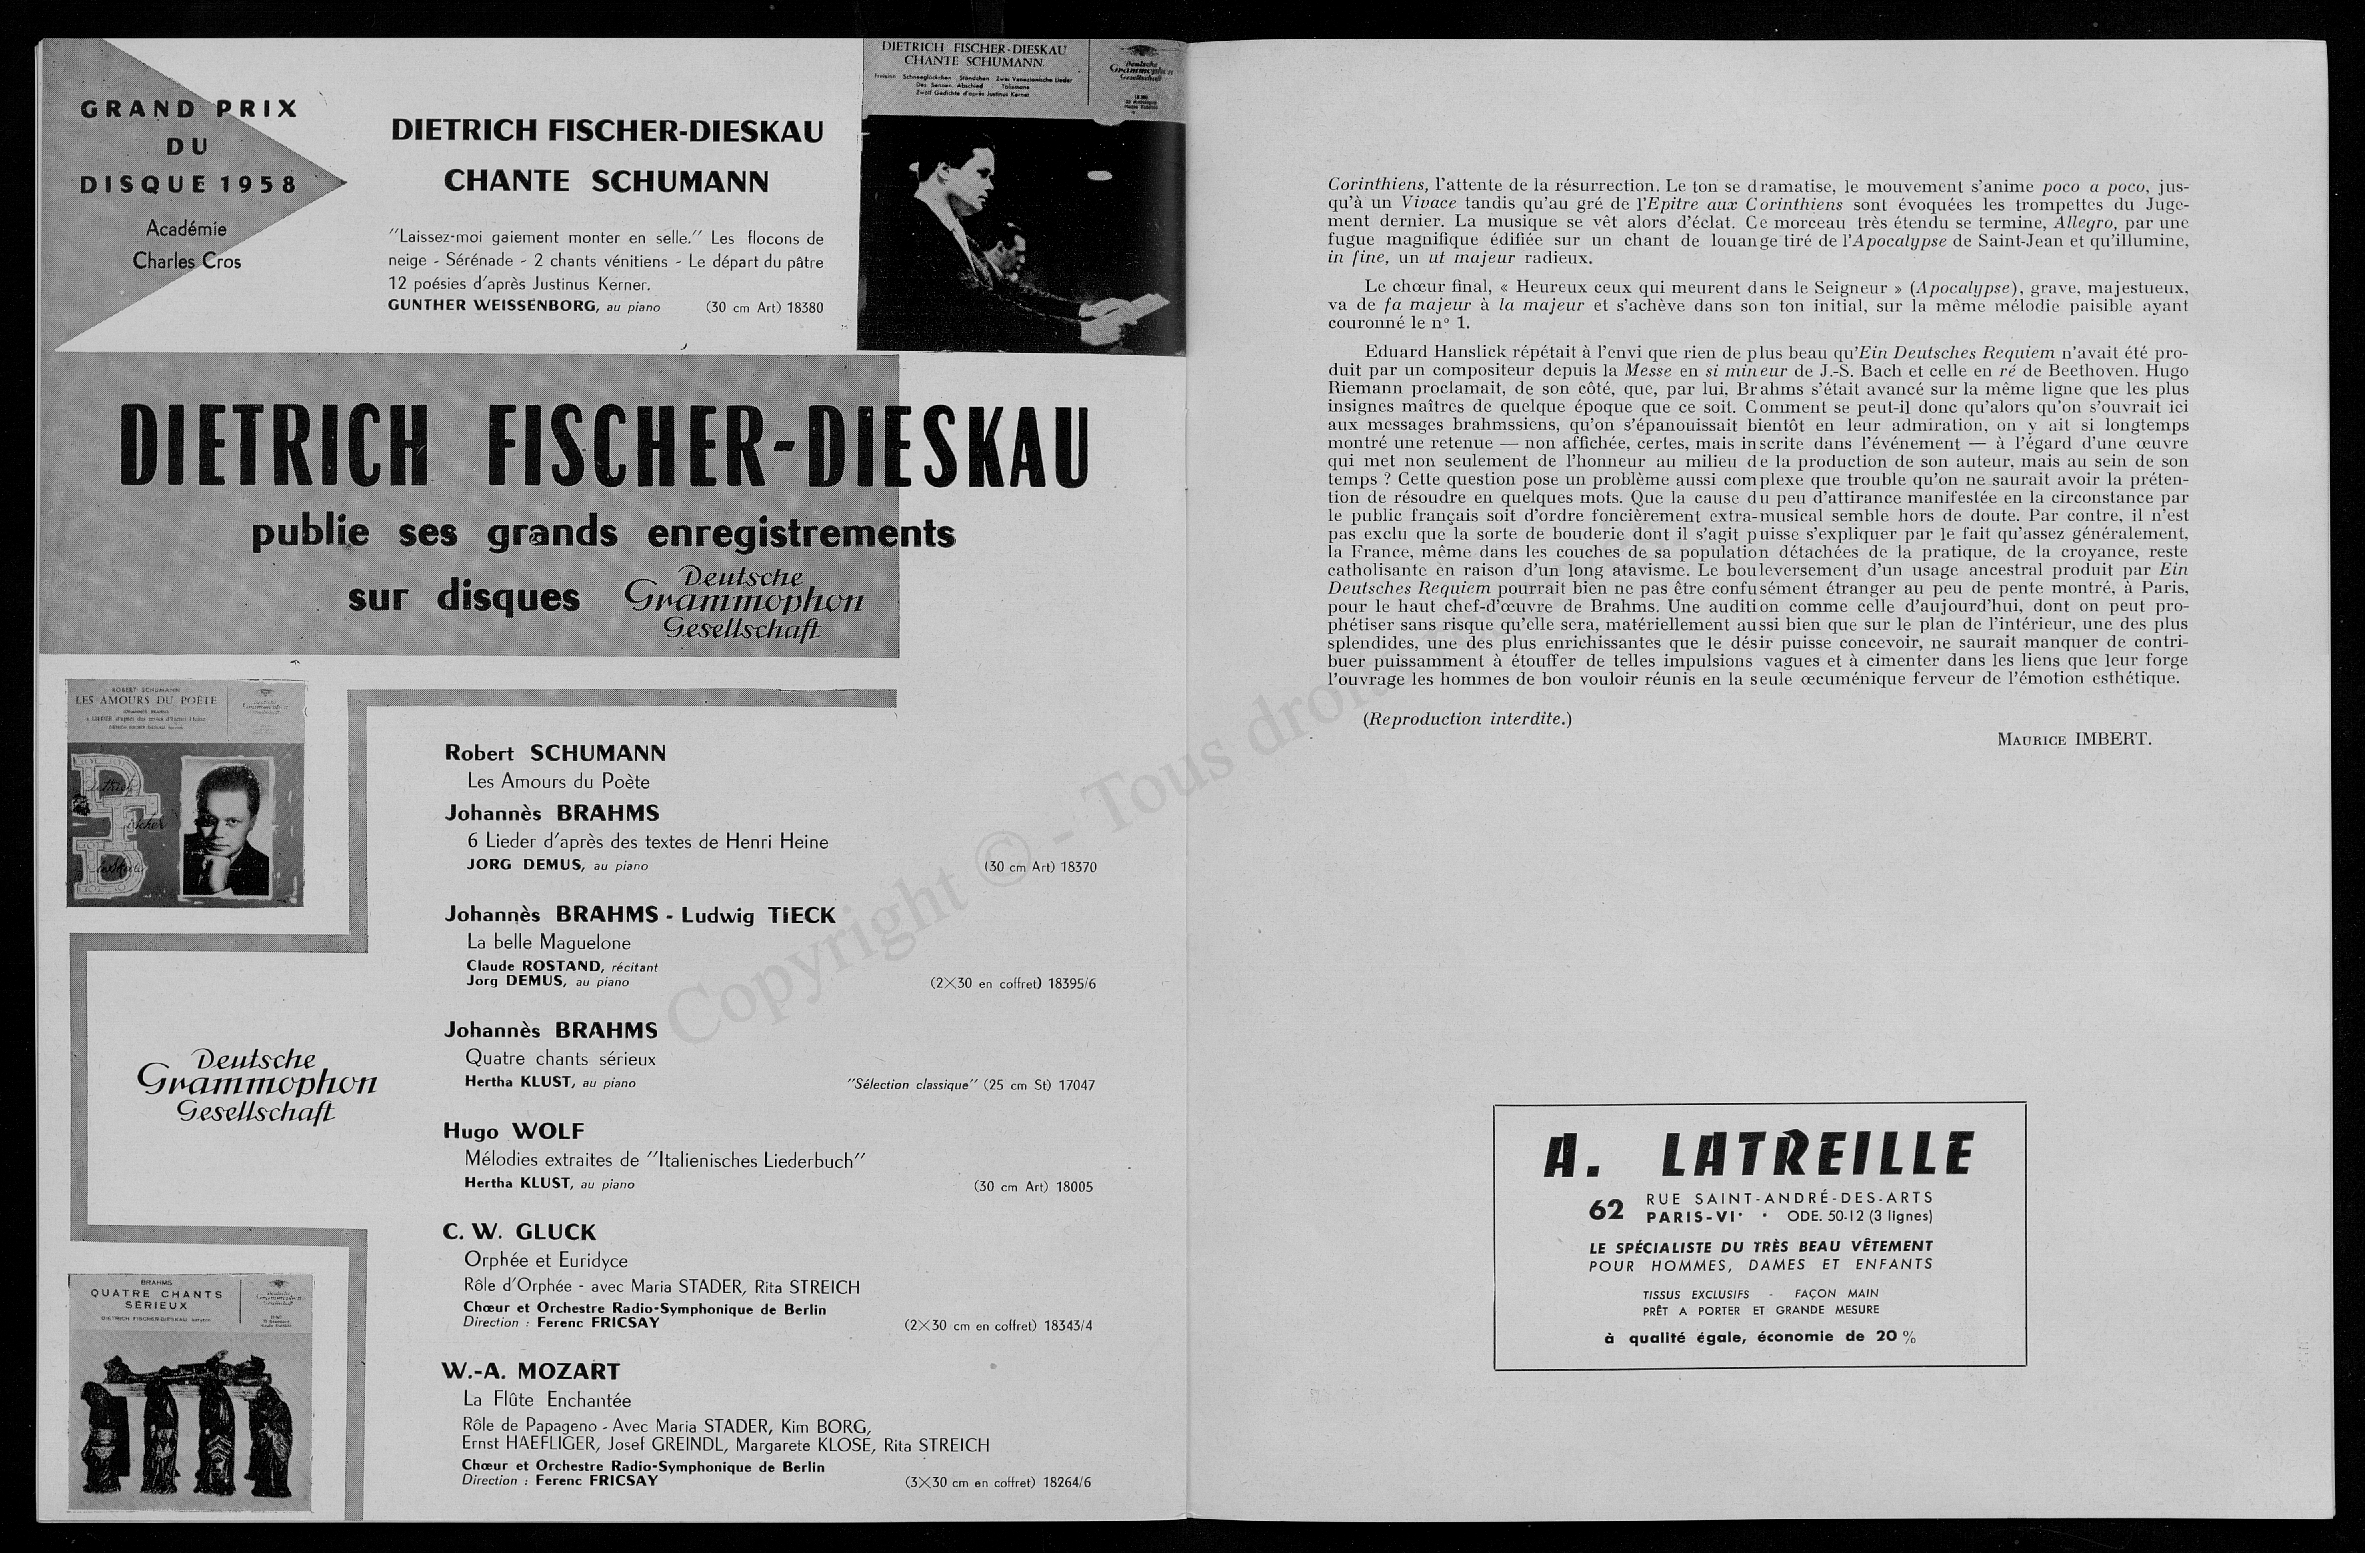 GRAND PRIX
DU
DISQUE 1958
Académie
Charles Cros
DIETRICH FISCHER-DIESKAU
CHANTE SCHUMANN
"Laissez-moi gaiement monter en selle." Les flocons de
neige - Sérénade - 2 chants vénitiens - Le départ du pâtre
12 poésies d'après Justinus Kerner.
GUNTHER WEISSENBORG, au piano (30 cm Art) 18380
DIETRICH FISCHER-DIESKAU
CHANTE SCHUMANN
Deutsche
Grammophon
Gesellschaft
DIETRICH FISCHER-DIESKAU
publie ses grands enregistrements
sur disques Deutsche
Grammophon
Gesellschaft
ROBERT SCHUMANN
LES AMOURS DU POÈTE
Robert SCHUMANN
Les Amours du Poète
Johannès BRAHMS
6 Lieder d'après des textes de Henri Heine
JORG DEMUS, au piano (30 cm Art) 18370
Johannès BRAHMS - Ludwig TIECK
La belle Maguelone
Claude ROSTAND, récitant
Jorg DEMUS, au piano (2×30 en coffret) 18395/6
Johannès BRAHMS
Quatre chants sérieux
Hertha KLUST, au piano "Sélection classique" (25 cm St) 17047
Hugo WOLF
Mélodies extraites de "Italienisches Liederbuch"
Hertha KLUST, au piano (30 cm Art) 18005
C. W. GLUCK
Orphée et Euridyce
Rôle d'Orphée - avec Maria STADER, Rita STREICH
Chœur et Orchestre Radio-Symphonique de Berlin
Direction : Ferenc FRICSAY (2×30 cm en coffret) 18343/4
W.-A. MOZART
La Flûte Enchantée
Rôle de Papageno - Avec Maria STADER, Kim BORG,
Ernst HAEFLIGER, Josef GREINDL, Margarete KLOSE, Rita STREICH
Chœur et Orchestre Radio-Symphonique de Berlin
Direction : Ferenc FRICSAY (3×30 cm en coffret) 18264/6
Deutsche
Grammophon
Gesellschaft
BRAHMS
QUATRE CHANTS
SÉRIEUX
DIETRICH FISCHER-DIESKAU
Corinthiens, l'attente de la résurrection. Le ton se dramatise, le mouvement s'anime poco a poco, jus-
qu'à un Vivace tandis qu'au gré de l'Epitre aux Corinthiens sont évoquées les trompettes du Juge-
ment dernier. La musique se vêt alors d'éclat. Ce morceau très étendu se termine, Allegro, par une
fugue magnifique édifiée sur un chant de louange tiré de l'Apocalypse de Saint-Jean et qu'illumine,
in fine, un ut majeur radieux.
Le chœur final, « Heureux ceux qui meurent dans le Seigneur » (Apocalypse), grave, majestueux,
va de fa majeur à la majeur et s'achève dans son ton initial, sur la même mélodie paisible ayant
couronné le n° 1.
Eduard Hanslick répétait à l'envi que rien de plus beau qu'Ein Deutsches Requiem n'avait été pro-
duit par un compositeur depuis la Messe en si mineur de J.-S. Bach et celle en ré de Beethoven. Hugo
Riemann proclamait, de son côté, que, par lui, Brahms s'était avancé sur la même ligne que les plus
insignes maîtres de quelque époque que ce soit. Comment se peut-il donc qu'alors qu'on s'ouvrait ici
aux messages brahmssiens, qu'on s'épanouissait bientôt en leur admiration, on y ait si longtemps
montré une retenue — non affichée, certes, mais inscrite dans l'événement — à l'égard d'une œuvre
qui met non seulement de l'honneur au milieu de la production de son auteur, mais au sein de son
temps ? Cette question pose un problème aussi complexe que trouble qu'on ne saurait avoir la préten-
tion de résoudre en quelques mots. Que la cause du peu d'attirance manifestée en la circonstance par
le public français soit d'ordre foncièrement extra-musical semble hors de doute. Par contre, il n'est
pas exclu que la sorte de bouderie dont il s'agit puisse s'expliquer par le fait qu'assez généralement,
la France, même dans les couches de sa population détachées de la pratique, de la croyance, reste
catholisante en raison d'un long atavisme. Le bouleversement d'un usage ancestral produit par Ein
Deutsches Requiem pourrait bien ne pas être confusément étranger au peu de pente montré, à Paris,
pour le haut chef-d'œuvre de Brahms. Une audition comme celle d'aujourd'hui, dont on peut pro-
phétiser sans risque qu'elle sera, matériellement aussi bien que sur le plan de l'intérieur, une des plus
splendides, une des plus enrichissantes que le désir puisse concevoir, ne saurait manquer de contri-
buer puissamment à étouffer de telles impulsions vagues et à cimenter dans les liens que leur forge
l'ouvrage les hommes de bon vouloir réunis en la seule œcuménique ferveur de l'émotion esthétique.
(Reproduction interdite.)
MAURICE IMBERT.
A. LATREILLE
62 RUE SAINT-ANDRÉ-DES-ARTS
PARIS-VI• • ODE. 50-12 (3 lignes)
LE SPÉCIALISTE DU TRÈS BEAU VÊTEMENT
POUR HOMMES, DAMES ET ENFANTS
TISSUS EXCLUSIFS - FAÇON MAIN
PRÊT A PORTER ET GRANDE MESURE
à qualité égale, économie de 20 %
Copyright © - Tous droits